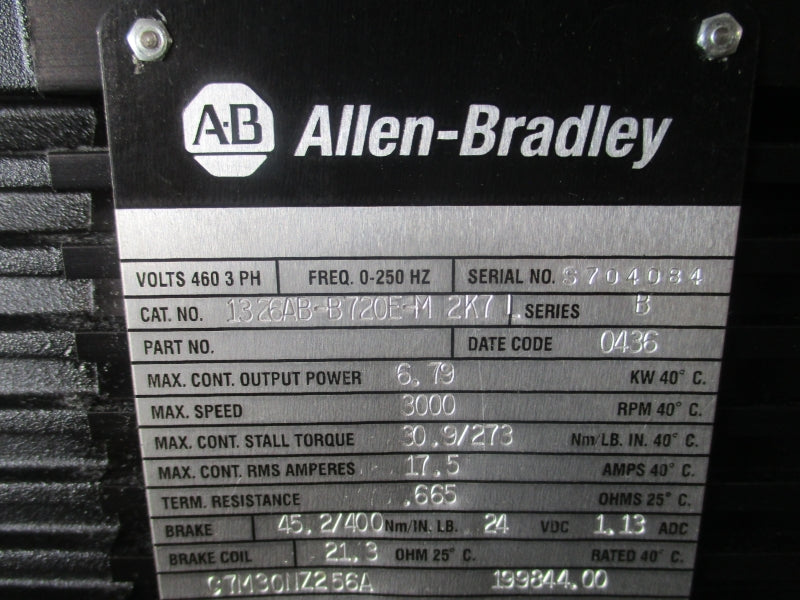 A-B Allen-Bradley
VOLTS 460 3 PH FREQ. 0-250 HZ SERIAL NO. S704084
CAT. NO. 1326AB-B720E-M 2K7 L SERIES B
PART NO. DATE CODE 0436
MAX. CONT. OUTPUT POWER 6.79 KW 40° C.
MAX. SPEED 3000 RPM 40° C.
MAX. CONT. STALL TORQUE 30.9/273 Nm/LB. IN. 40° C.
MAX. CONT. RMS AMPERES 17.5 AMPS 40° C.
TERM. RESISTANCE .665 OHMS 25° C.
BRAKE 45.2/400 Nm/IN. LB. 24 VDC 1.13 ADC
BRAKE COIL 21.3 OHM 25° C. RATED 40° C.
199844.00